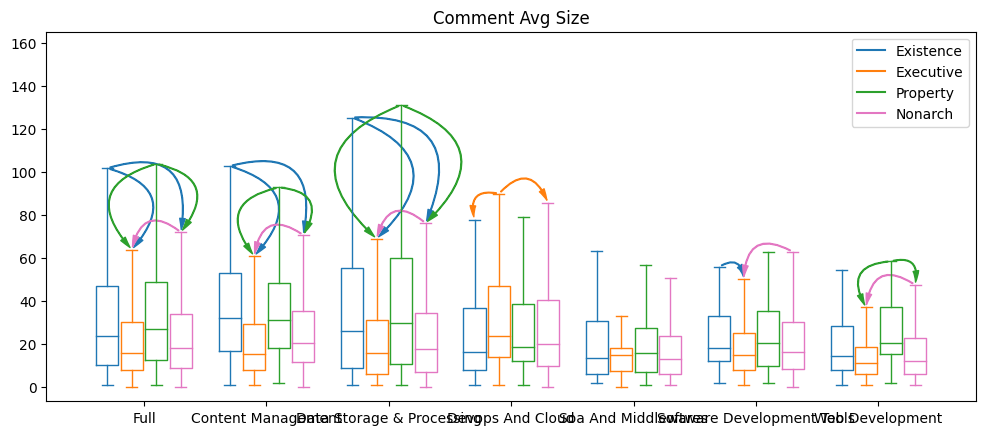 Comment Avg Size
160
140
120
100
80
60
40
20
0
Existence
Executive
Property
Nonarch
Full
Content Management
Data Storage & Processing
Devops And Cloud
Soa And Middleware
Software Development Tools
Web Development